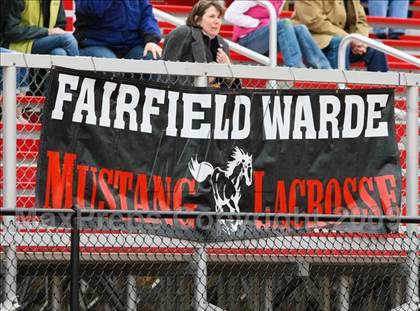 FAIRFIELD WARDE
MUSTANG LACROSSE